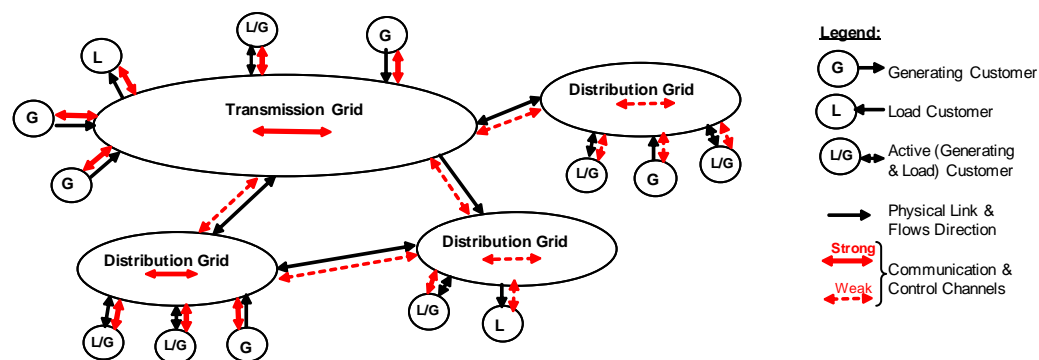 L
L/G
G
Legend:
G
Generating Customer
Transmission Grid
Distribution Grid
L
Load Customer
G
L/G
Active (Generating
& Load) Customer
G
L/G
G
L/G
Physical Link &
Flows Direction
Distribution Grid
Distribution Grid
Strong
Communication &
Control Channels
Weak
L/G
L/G
G
L/G
L